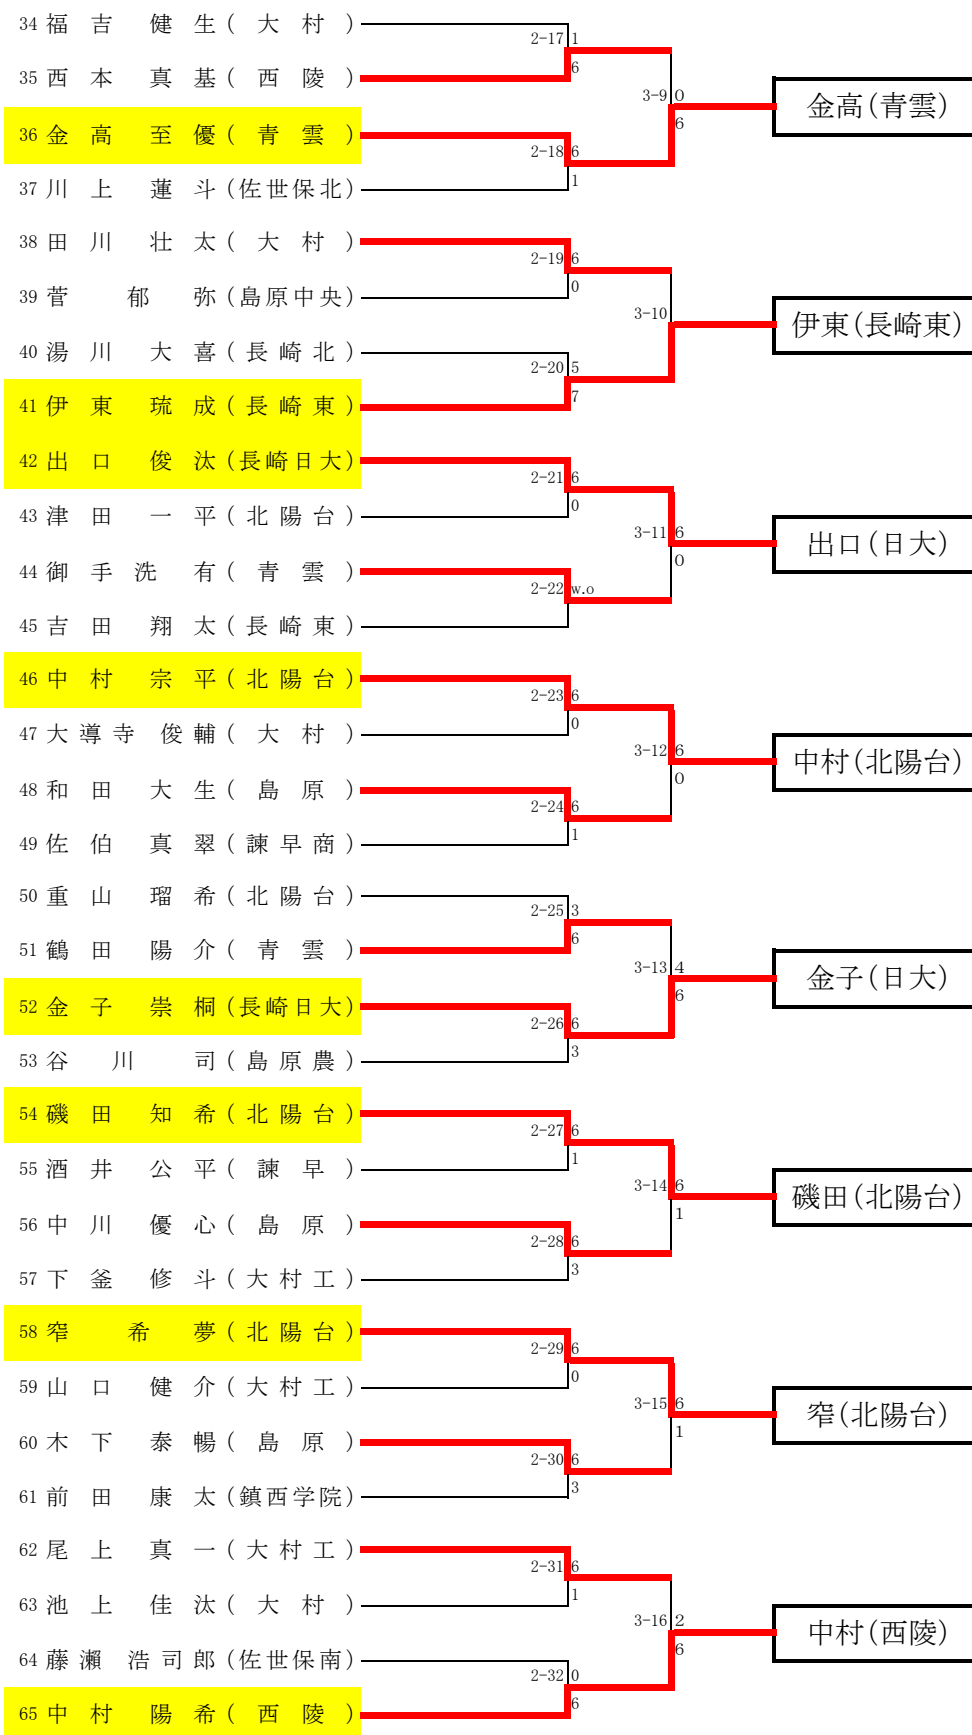 34 福吉健生(大村)
2-17 1
35 西本真基(西陵)
6
3-9 0
金高(青雲)
6
36 金高至優(青雲)
2-18 6
37 川上蓮斗(佐世保北)
1
38 田川壮太(大村)
2-19 6
39 菅郁弥(島原中央)
0
3-10
伊東(長崎東)
40 湯川大喜(長崎北)
2-20 5
41 伊東琉成(長崎東)
7
42 出口俊汰(長崎日大)
2-21 6
43 津田一平(北陽台)
0
3-11 6
出口(日大)
0
44 御手洗有(青雲)
2-22 w.o
45 吉田翔太(長崎東)
46 中村宗平(北陽台)
2-23 6
47 大導寺俊輔(大村)
0
3-12 6
中村(北陽台)
0
48 和田大生(島原)
2-24 6
49 佐伯真翠(諫早商)
1
50 重山瑠希(北陽台)
2-25 3
51 鶴田陽介(青雲)
6
3-13 4
金子(日大)
6
52 金子崇桐(長崎日大)
2-26 6
53 谷川司(島原農)
3
54 磯田知希(北陽台)
2-27 6
55 酒井公平(諫早)
1
3-14 6
磯田(北陽台)
1
56 中川優心(島原)
2-28 6
57 下釜修斗(大村工)
3
58 窄希夢(北陽台)
2-29 6
59 山口健介(大村工)
0
3-15 6
窄(北陽台)
1
60 木下泰暢(島原)
2-30 6
61 前田康太(鎮西学院)
3
62 尾上真一(大村工)
2-31 6
63 池上佳汰(大村)
1
3-16 2
中村(西陵)
6
64 藤瀨浩司郎(佐世保南)
2-32 0
65 中村陽希(西陵)
6